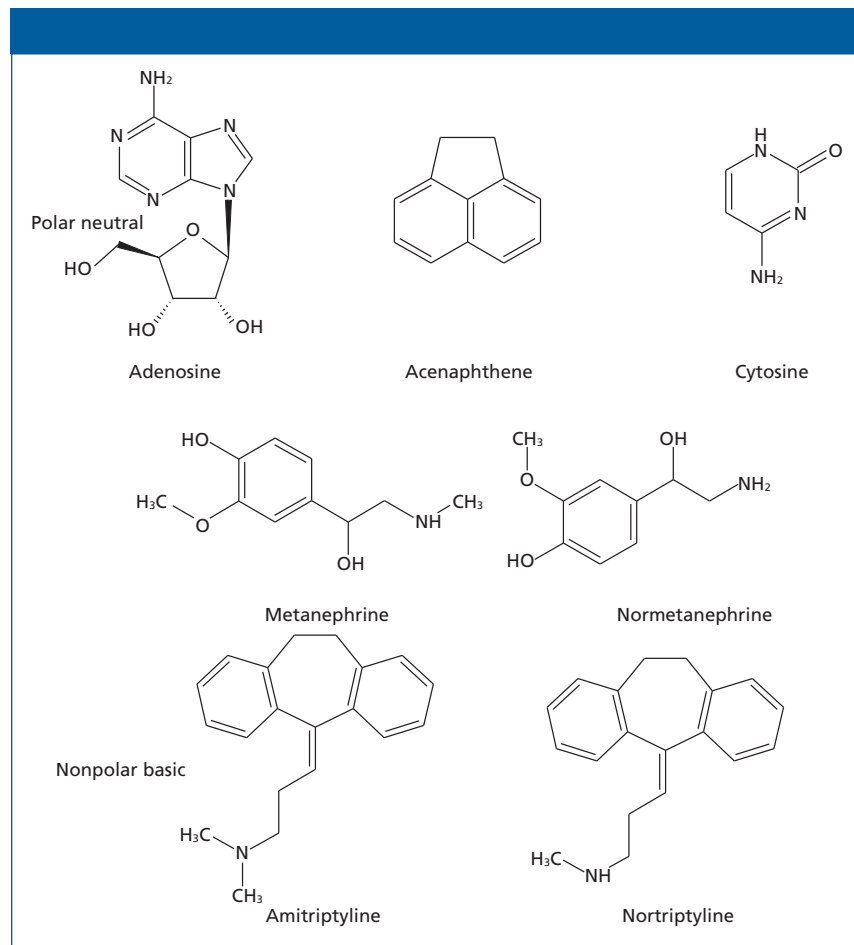 NH₂
N
N
N
N
Polar neutral
O
HO
HO
OH
Adenosine
Acenaphthene
H
N
O
N
NH₂
Cytosine
HO
H₃C
O
NH
CH₃
OH
Metanephrine
CH₃
O
OH
NH₂
HO
Normetanephrine
Nonpolar basic
H₃C
N
CH₃
Amitriptyline
H₃C
NH
Nortriptyline